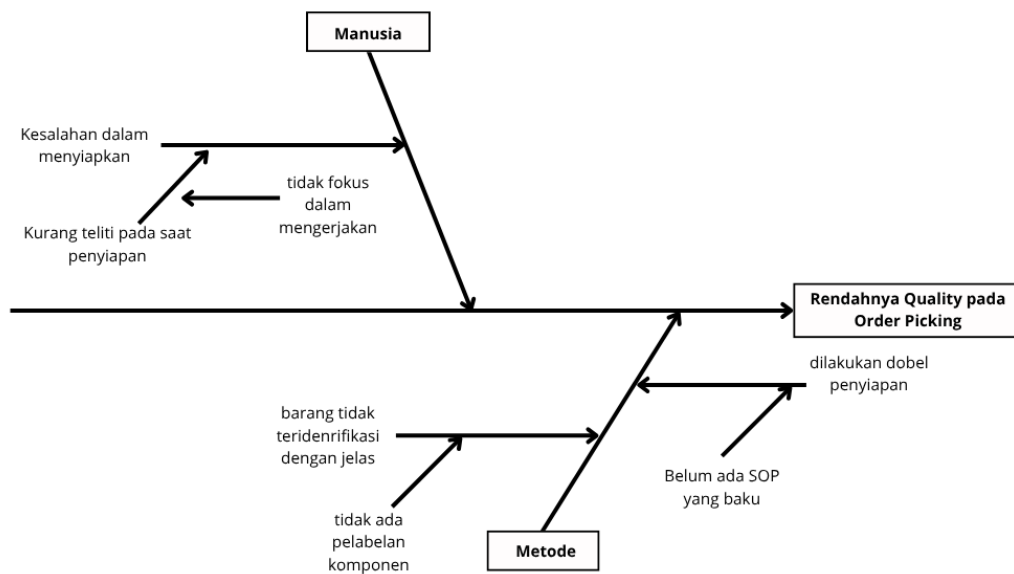 Manusia
Kesalahan dalam
menyiapkan
tidak fokus
dalam
mengerjakan
Kurang teliti pada saat
penyiapan
Rendahnya Quality pada
Order Picking
dilakukan dobel
penyiapan
barang tidak
teridenrifikasi
dengan jelas
Belum ada SOP
yang baku
tidak ada
pelabelan
komponen
Metode